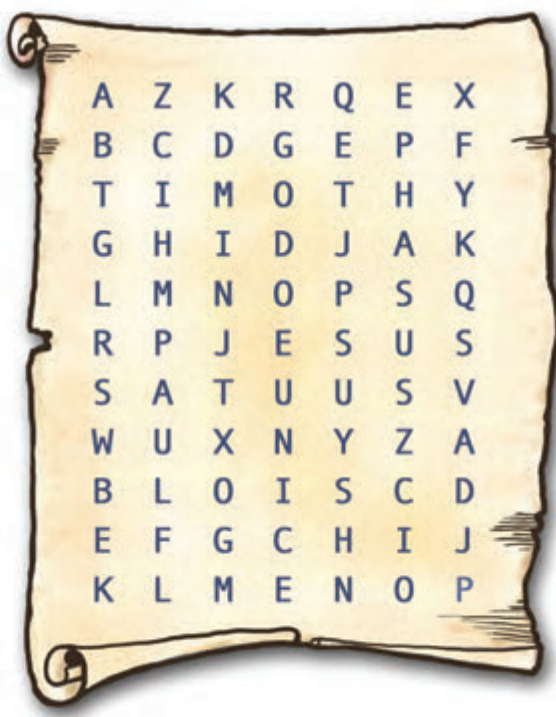 A Z K R Q E X
B C D G E P F
T I M O T H Y
G H I D J A K
L M N O P S Q
R P J E S U S
S A T U U S V
W U X N Y Z A
B L O I S C D
E F G C H I J
K L M E N O P